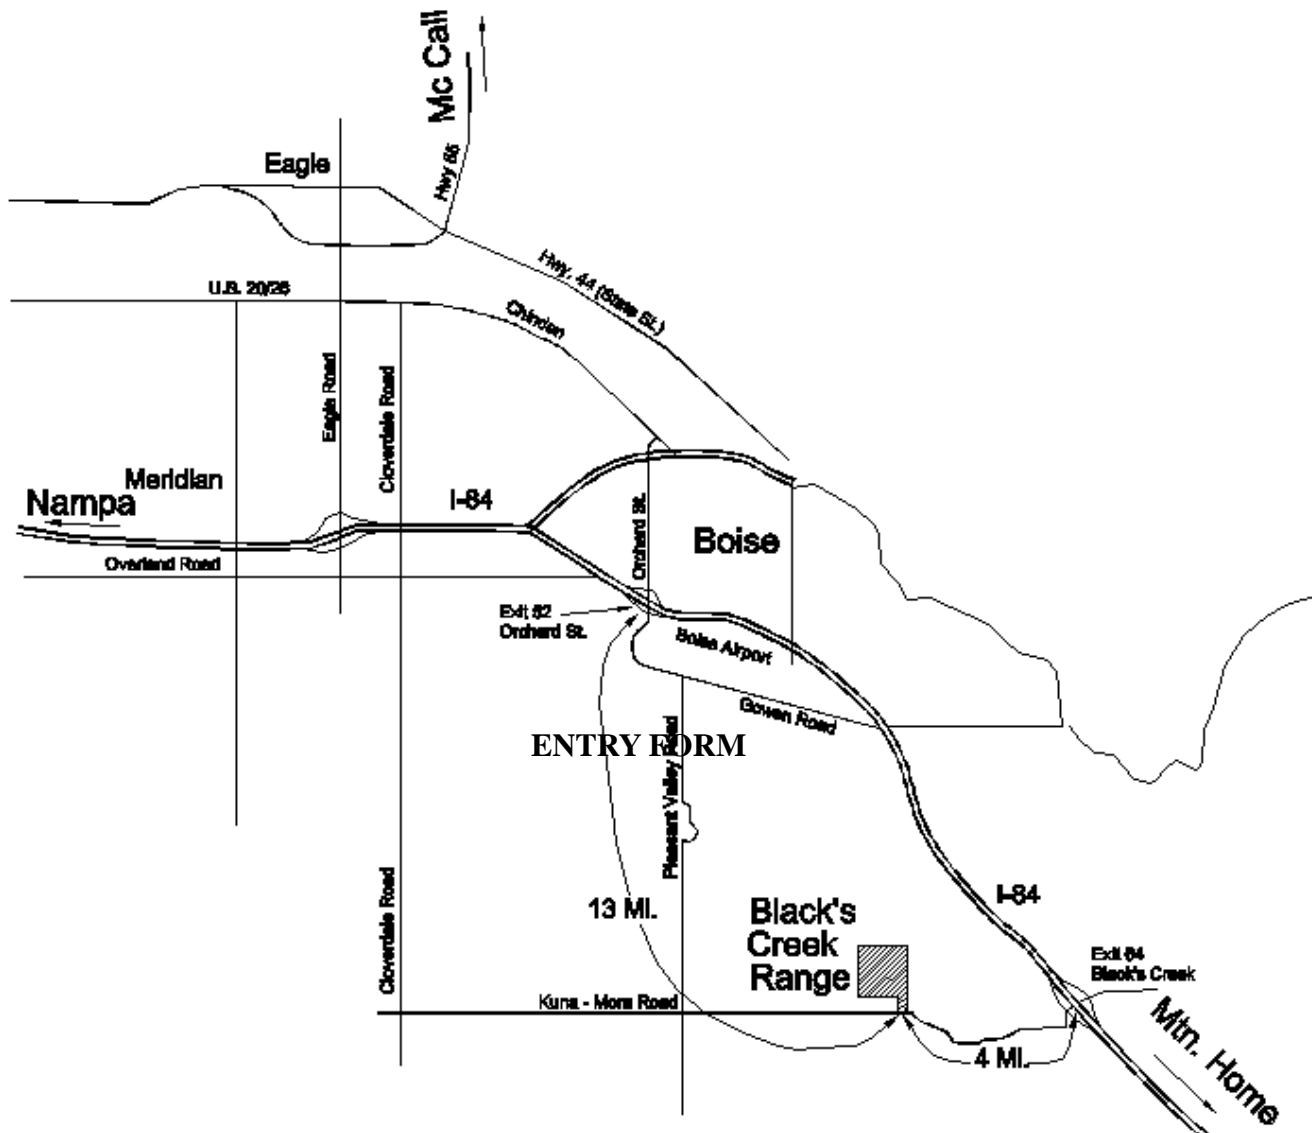 Mc Call
Eagle
Hwy 55
Hwy. 44 (State St.)
U.S. 20/26
Chinden
Eagle Road
Cloverdale Road
Meridian
Nampa
I-84
Orchard St.
Boise
Overland Road
Exit 52
Orchard St.
Boise Airport
Gowen Road
ENTRY FORM
Pleasant Valley Road
Cloverdale Road
13 MI.
Black's
Creek
Range
I-84
Exit 64
Black's Creek
Kuna - Mora Road
4 MI.
Mtn. Home